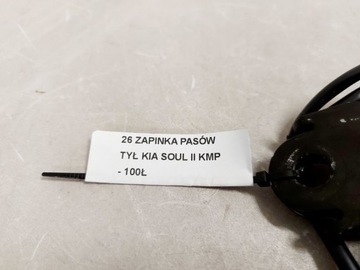 26 ZAPINKA PASÓW
TYŁ KIA SOUL II KMP
- 100Ł